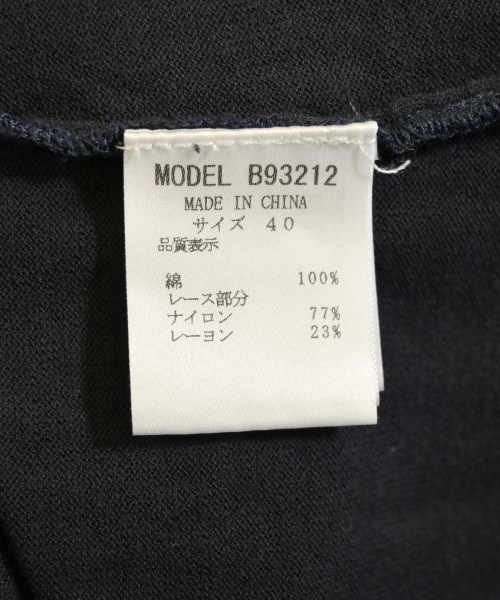 MODEL B93212
MADE IN CHINA
サイズ 40
品質表示
綿 100%
レース部分
ナイロン 77%
レーヨン 23%